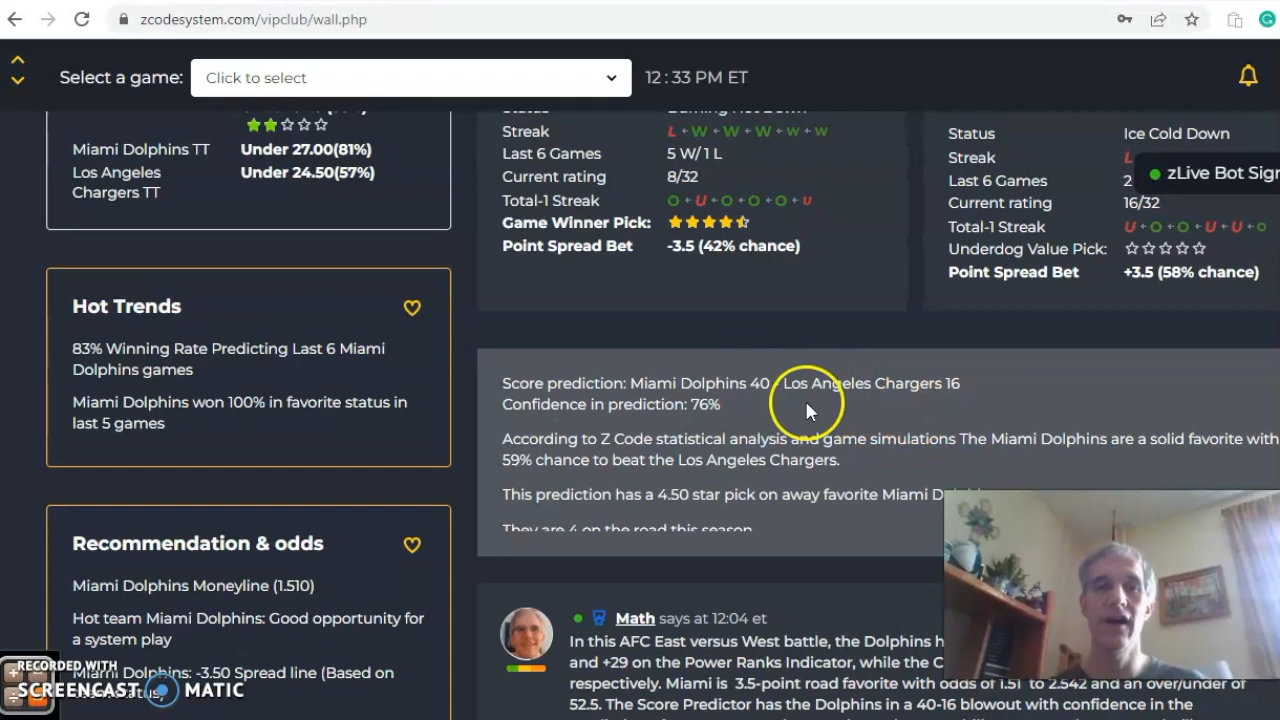 zcodesystem.com/vipclub/wall.php
Select a game:
Click to select
12:33 PM ET
Miami Dolphins TT
Under 27.00(81%)
Los Angeles
Chargers TT
Under 24.50(57%)
Hot Trends
83% Winning Rate Predicting Last 6 Miami
Dolphins games
Miami Dolphins won 100% in favorite status in
last 5 games
Recommendation & odds
Miami Dolphins Moneyline (1.510)
Hot team Miami Dolphins: Good opportunity for
a system play
Dolphins: -3.50 Spread line (Based on
RECORDED WITH
SCREENCAST MATIC
Status
Streak
L W W W W W
Last 6 Games
5 W/ 1 L
Current rating
8/32
Total-1 Streak
O U O O O U
Game Winner Pick:
Point Spread Bet
-3.5 (42% chance)
Status
Ice Cold Down
Streak
L
Last 6 Games
2
zLive Bot Sign
Current rating
16/32
Total-1 Streak
U O O U U O
Underdog Value Pick:
Point Spread Bet
+3.5 (58% chance)
Score prediction: Miami Dolphins 40 - Los Angeles Chargers 16
Confidence in prediction: 76%
According to Z Code statistical analysis and game simulations The Miami Dolphins are a solid favorite with
59% chance to beat the Los Angeles Chargers.
This prediction has a 4.50 star pick on away favorite Miami
They are 4 on the road this season
Math says at 12:04 et
In this AFC East versus West battle, the Dolphins
and +29 on the Power Ranks Indicator, while the
respectively. Miami is 3.5-point road favorite with odds of 1.51 to 2.542 and an over/under of
52.5. The Score Predictor has the Dolphins in a 40-16 blowout with confidence in the